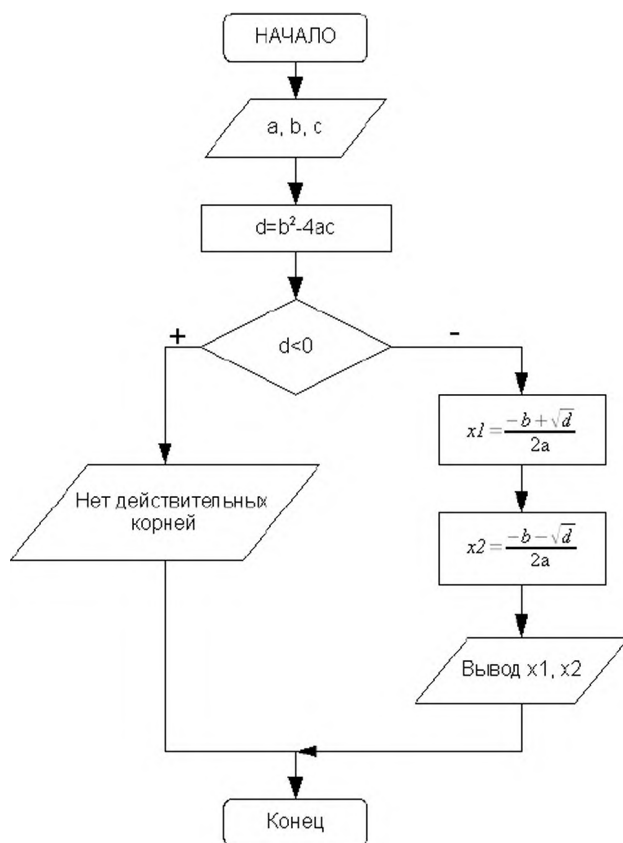 НАЧАЛО
a, b, c
d=b²-4ac
+
d<0
-
x1=(-b+√d)/2a
Нет действительных
корней
x2=(-b-√d)/2a
Вывод x1, x2
Конец